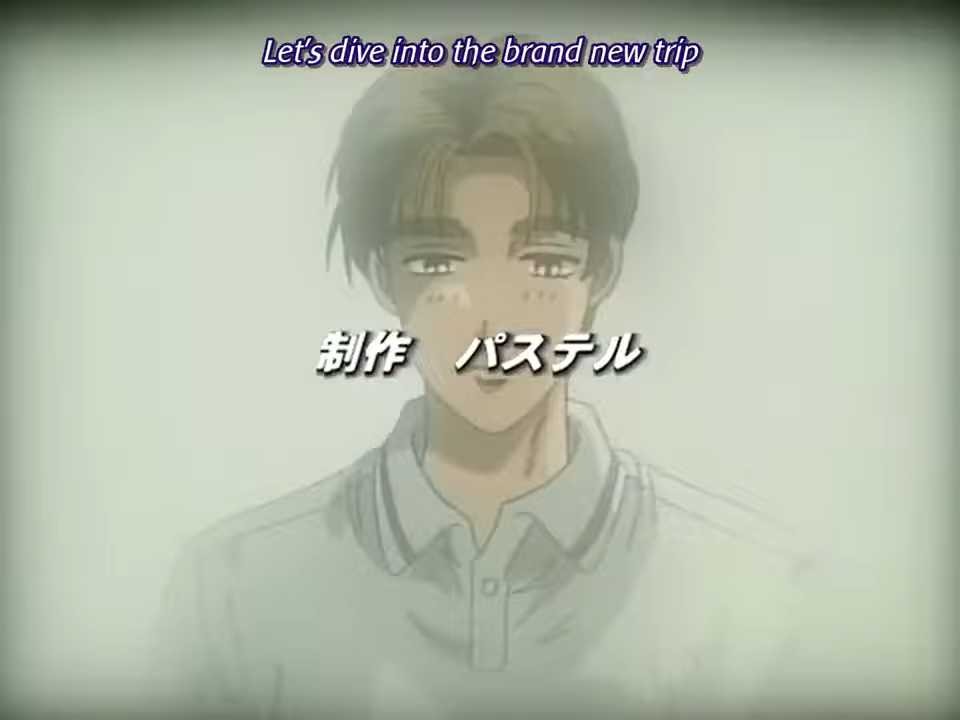 Let's dive into the brand new trip
制作　パステル